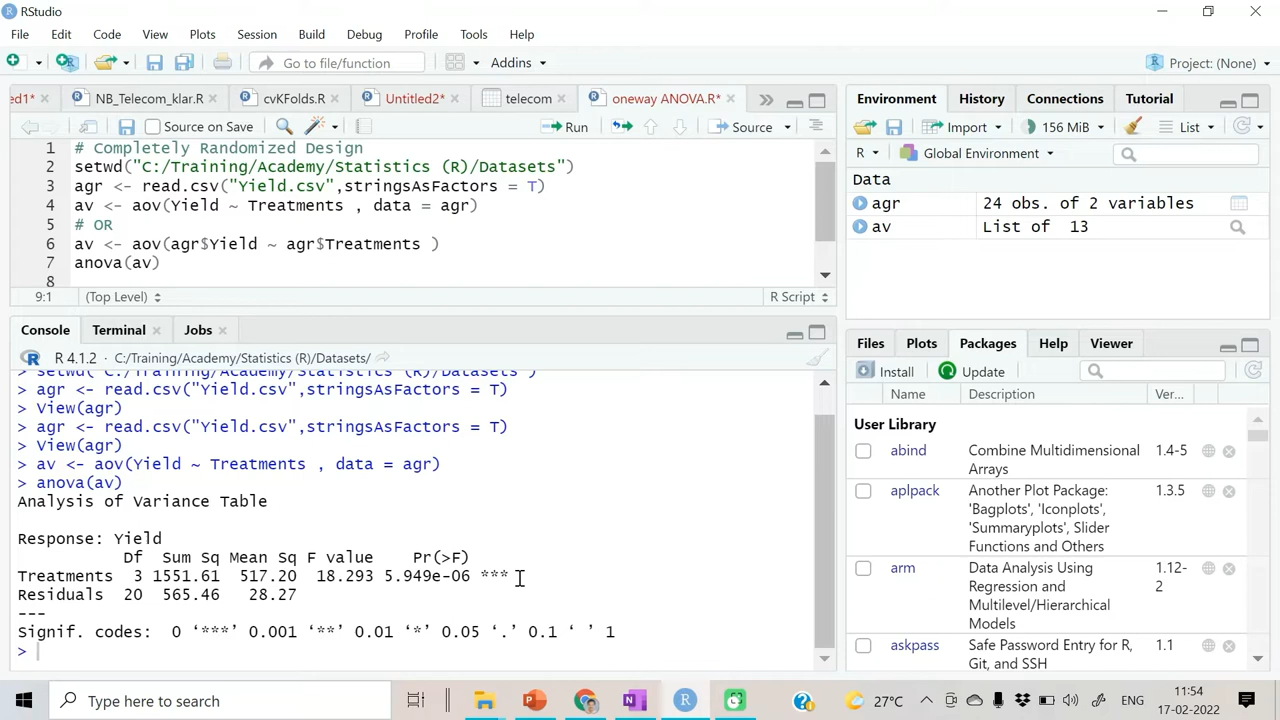 RStudio
File Edit Code View Plots Session Build Debug Profile Tools Help
Go to file/function Addins Project: (None)
ed1* NB_Telecom_klar.R cvKFolds.R Untitled2* telecom oneway ANOVA.R*
Source on Save Run Source
1 # Completely Randomized Design
2 setwd("C:/Training/Academy/Statistics (R)/Datasets")
3 agr <- read.csv("Yield.csv",stringsAsFactors = T)
4 av <- aov(Yield ~ Treatments , data = agr)
5 # OR
6 av <- aov(agr$Yield ~ agr$Treatments )
7 anova(av)
8
9:1 (Top Level) R Script
Console Terminal Jobs
R 4.1.2 · C:/Training/Academy/Statistics (R)/Datasets/
> setwd("C:/Training/Academy/Statistics (R)/Datasets")
> agr <- read.csv("Yield.csv",stringsAsFactors = T)
> View(agr)
> agr <- read.csv("Yield.csv",stringsAsFactors = T)
> View(agr)
> av <- aov(Yield ~ Treatments , data = agr)
> anova(av)
Analysis of Variance Table
Response: Yield
Df Sum Sq Mean Sq F value Pr(>F)
Treatments 3 1551.61 517.20 18.293 5.949e-06 ***
Residuals 20 565.46 28.27
---
Signif. codes: 0 ‘***’ 0.001 ‘**’ 0.01 ‘*’ 0.05 ‘.’ 0.1 ‘ ’ 1
>
Environment History Connections Tutorial
Import 156 MiB List
R Global Environment
Data
agr 24 obs. of 2 variables
av List of 13
Files Plots Packages Help Viewer
Install Update
Name Description Ver...
User Library
abind Combine Multidimensional Arrays 1.4-5
aplpack Another Plot Package: 'Bagplots', 'Iconplots', 'Summaryplots', Slider Functions and Others 1.3.5
arm Data Analysis Using Regression and Multilevel/Hierarchical Models 1.12-2
askpass Safe Password Entry for R, Git, and SSH 1.1
Type here to search 27°C ENG 11:54
17-02-2022